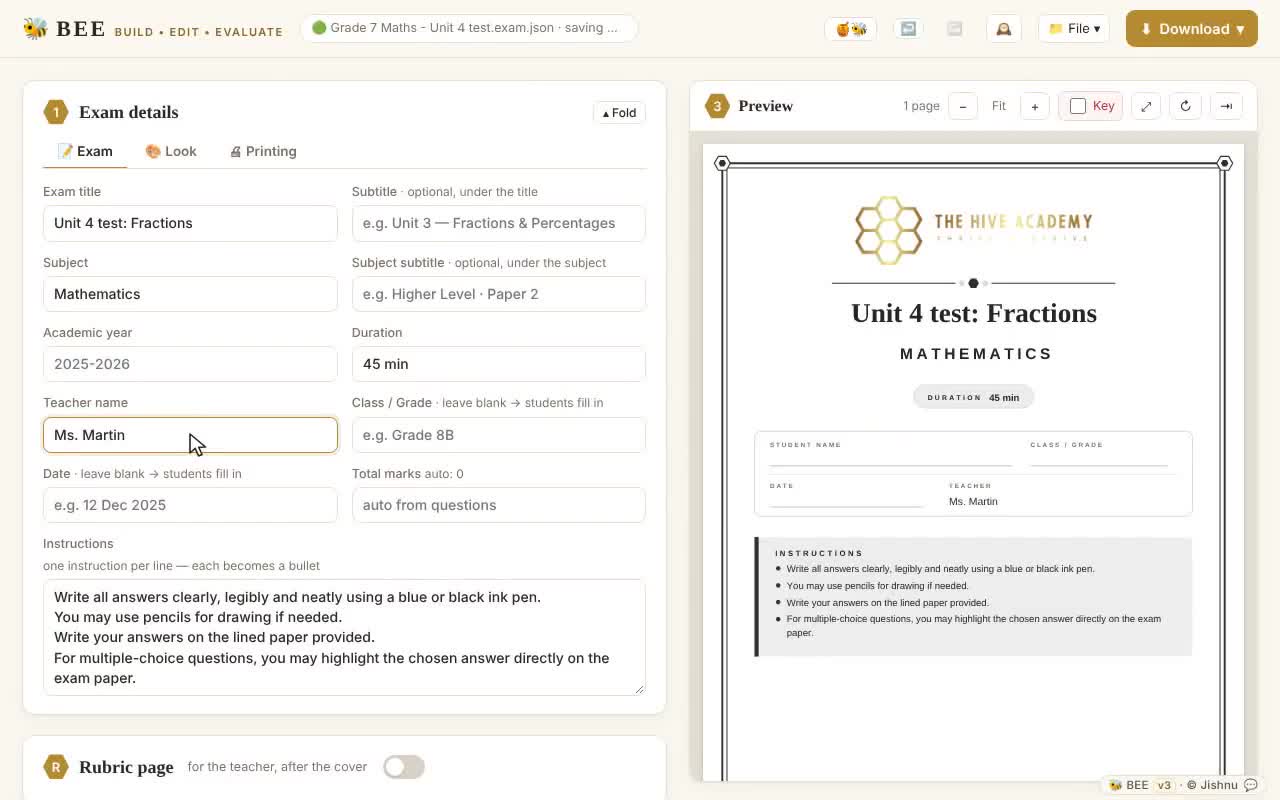 BEE BUILD • EDIT • EVALUATE
Grade 7 Maths - Unit 4 test.exam.json · saving ...
File ▾
Download ▾
1 Exam details
▴ Fold
Exam
Look
Printing
Exam title
Unit 4 test: Fractions
Subtitle · optional, under the title
e.g. Unit 3 — Fractions & Percentages
Subject
Mathematics
Subject subtitle · optional, under the subject
e.g. Higher Level · Paper 2
Academic year
2025-2026
Duration
45 min
Teacher name
Ms. Martin
Class / Grade · leave blank → students fill in
e.g. Grade 8B
Date · leave blank → students fill in
e.g. 12 Dec 2025
Total marks auto: 0
auto from questions
Instructions
one instruction per line — each becomes a bullet
Write all answers clearly, legibly and neatly using a blue or black ink pen.
You may use pencils for drawing if needed.
Write your answers on the lined paper provided.
For multiple-choice questions, you may highlight the chosen answer directly on the
exam paper.
R Rubric page for the teacher, after the cover
3 Preview
1 page − Fit + Key
THE HIVE ACADEMY
Unit 4 test: Fractions
MATHEMATICS
DURATION 45 min
STUDENT NAME
CLASS / GRADE
DATE
TEACHER
Ms. Martin
INSTRUCTIONS
• Write all answers clearly, legibly and neatly using a blue or black ink pen.
• You may use pencils for drawing if needed.
• Write your answers on the lined paper provided.
• For multiple-choice questions, you may highlight the chosen answer directly on the exam
paper.
BEE v3 · © Jishnu